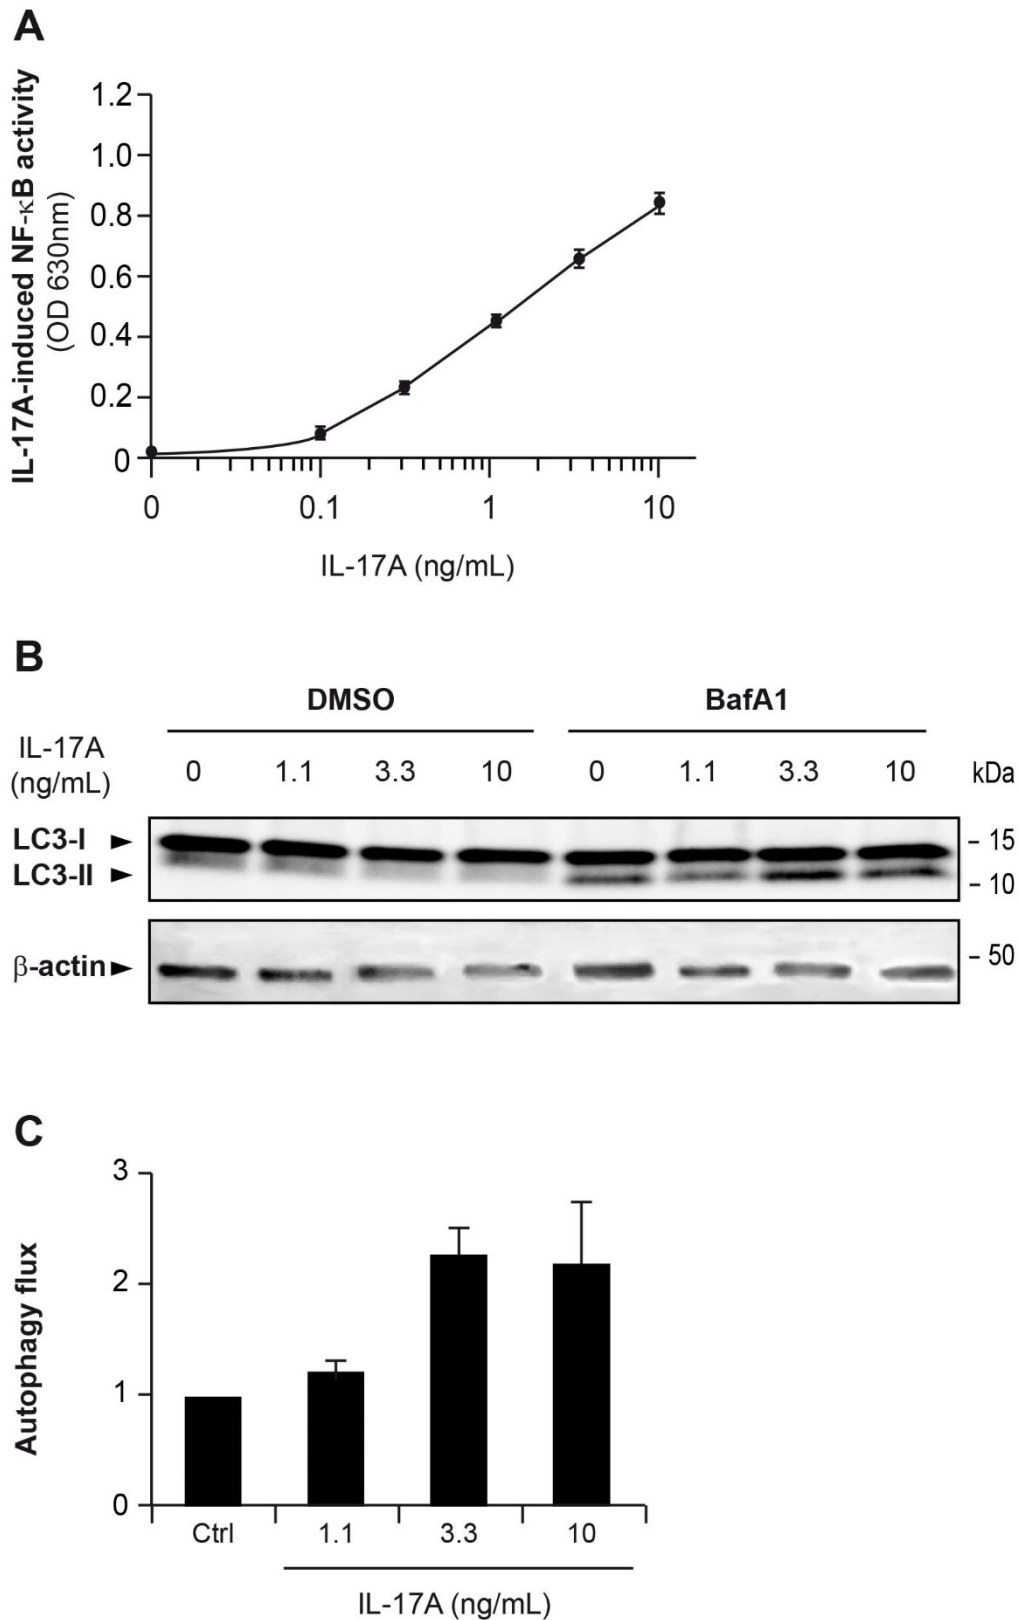 A
IL-17A-induced NF-κB activity
(OD 630nm)
1.2
1.0
0.8
0.6
0.4
0.2
0
0 0.1 1 10
IL-17A (ng/mL)
B
DMSO BafA1
IL-17A
(ng/mL) 0 1.1 3.3 10 0 1.1 3.3 10 kDa
LC3-I – 15
LC3-II – 10
β-actin – 50
C
Autophagy flux
3
2
1
0
Ctrl 1.1 3.3 10
IL-17A (ng/mL)